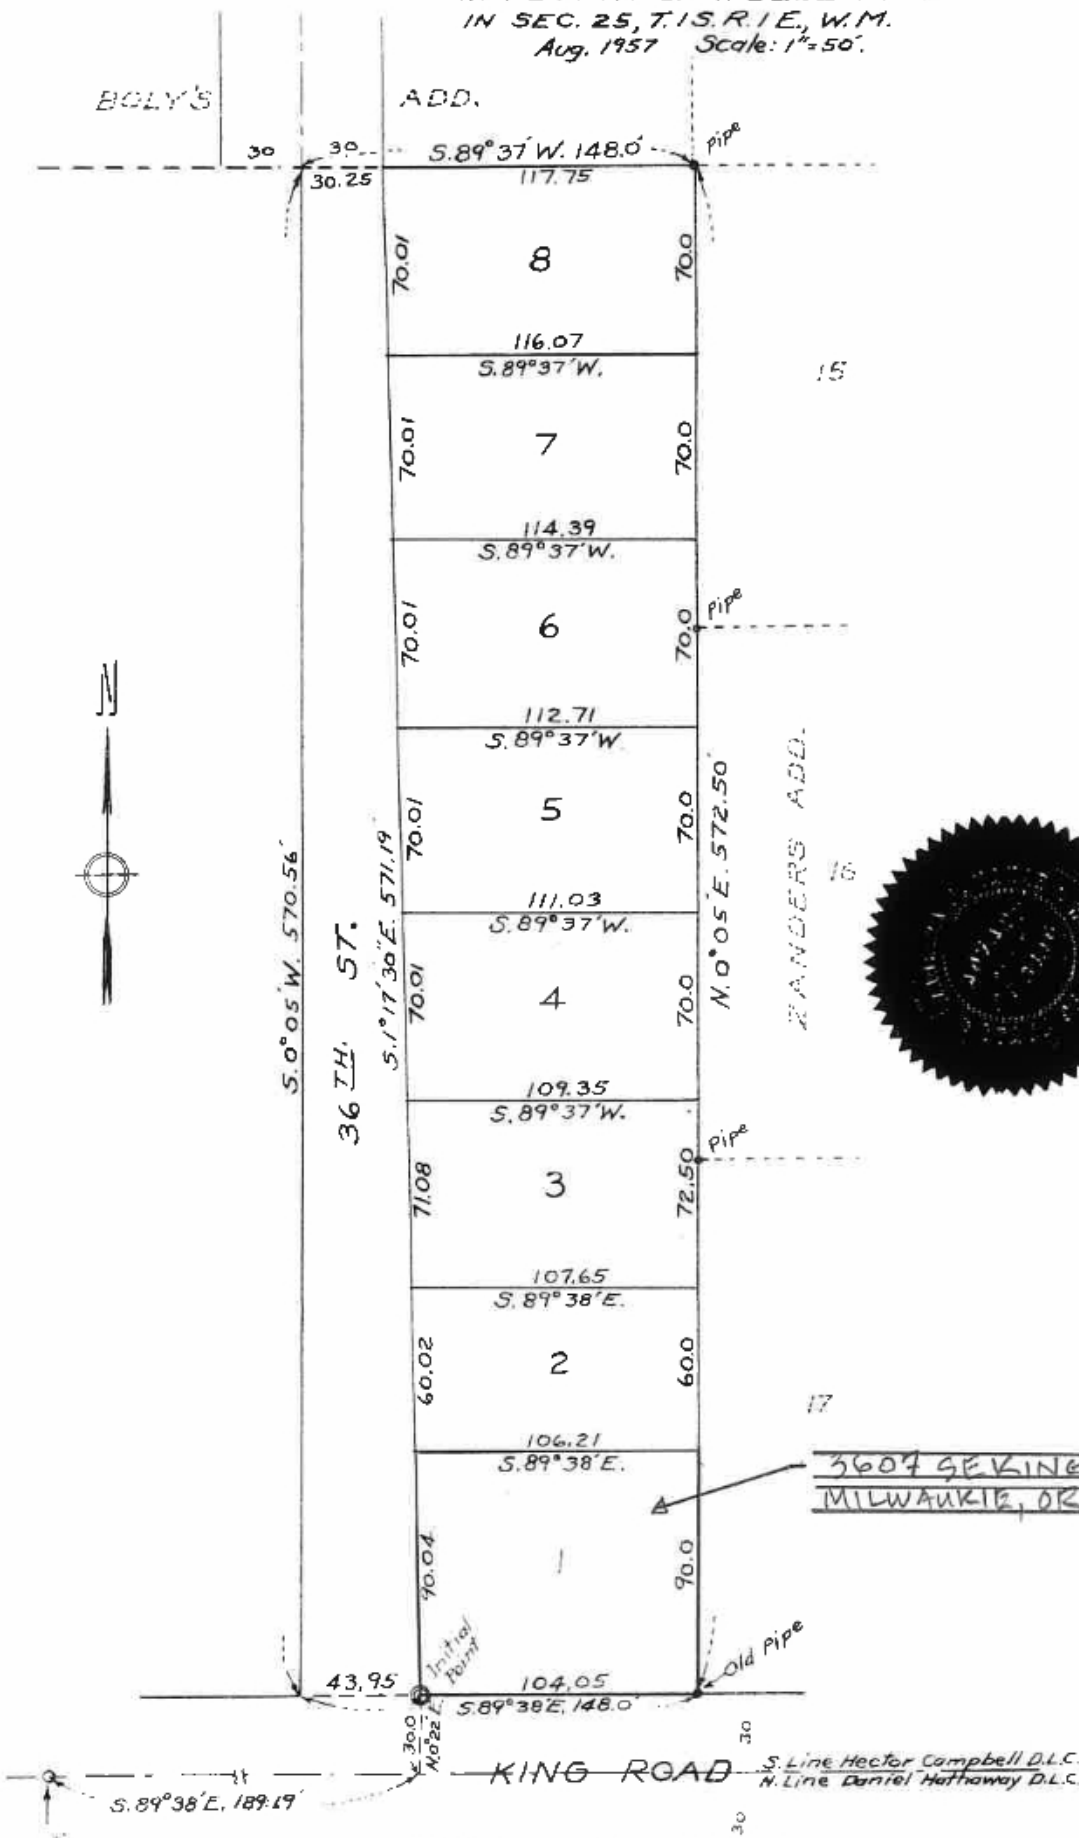 IN SEC. 25, T.1S.R.1E., W.M.
Aug. 1957 Scale: 1"=50'.
BOLY'S ADD.
30 30 S.89°37'W. 148.0' Pipe
30.25 117.75
70.01 8 70.0
116.07
S.89°37'W.
15
70.01 7 70.0
114.39
S.89°37'W.
Pipe
70.01 6 70.0
N
112.71
S.89°37'W.
70.01 5 70.0
S.0°05'W. 570.56'
36TH. ST.
S.1°17'30"E. 571.19'
N.0°05'E. 572.50'
ZANDERS ADD.
16
111.03
S.89°37'W.
70.01 4 70.0
109.35
S.89°37'W.
Pipe
71.08 3 72.50
107.65
S.89°38'E.
60.02 2 60.0
17
106.21
S.89°38'E.
3607 SE KING
MILWAUKIE, OR
90.04 1 90.0
Initial
Point
Old Pipe
43.95 104.05
S.89°38'E, 148.0'
30.0
N.0°22'E.
30
KING ROAD
S. Line Hector Campbell D.L.C.
N. Line Daniel Hathaway D.L.C.
S.89°38'E, 189.19'
30